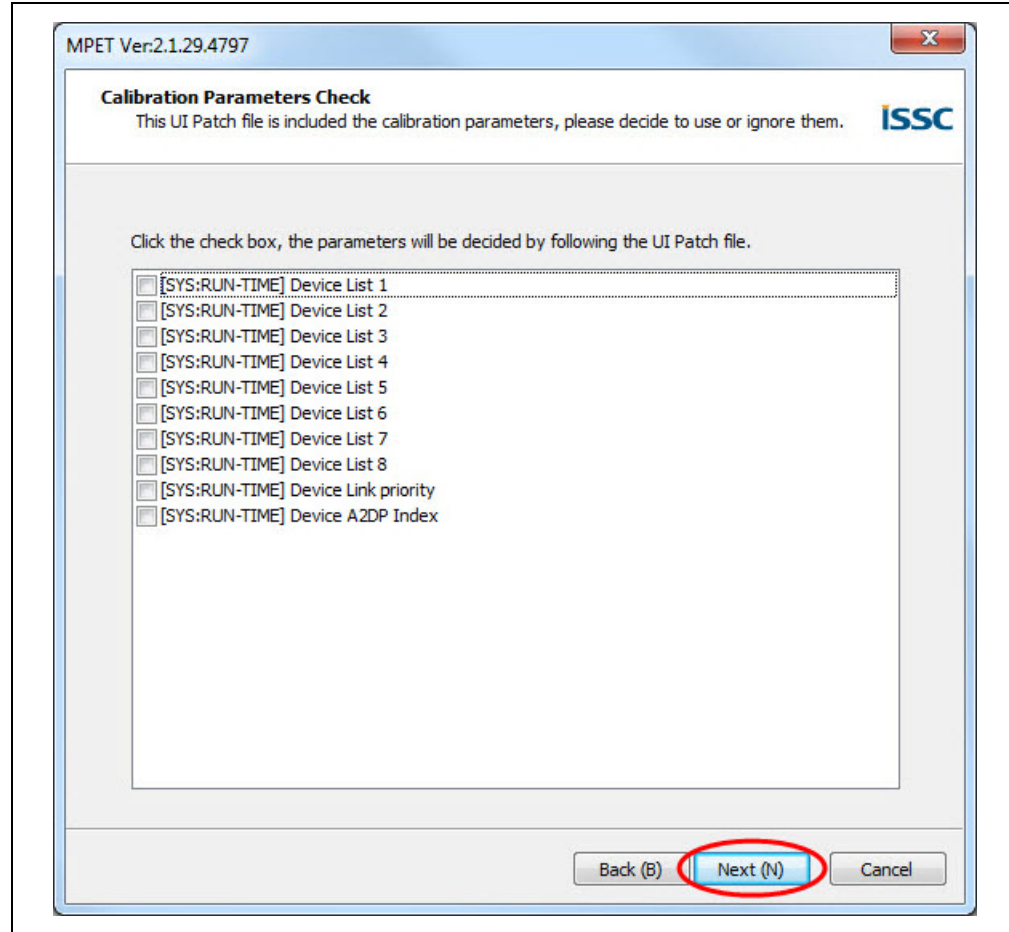 MPET Ver:2.1.29.4797
Calibration Parameters Check
This UI Patch file is included the calibration parameters, please decide to use or ignore them.
ISSC
Click the check box, the parameters will be decided by following the UI Patch file.
[SYS:RUN-TIME] Device List 1
[SYS:RUN-TIME] Device List 2
[SYS:RUN-TIME] Device List 3
[SYS:RUN-TIME] Device List 4
[SYS:RUN-TIME] Device List 5
[SYS:RUN-TIME] Device List 6
[SYS:RUN-TIME] Device List 7
[SYS:RUN-TIME] Device List 8
[SYS:RUN-TIME] Device Link priority
[SYS:RUN-TIME] Device A2DP Index
Back (B) Next (N) Cancel